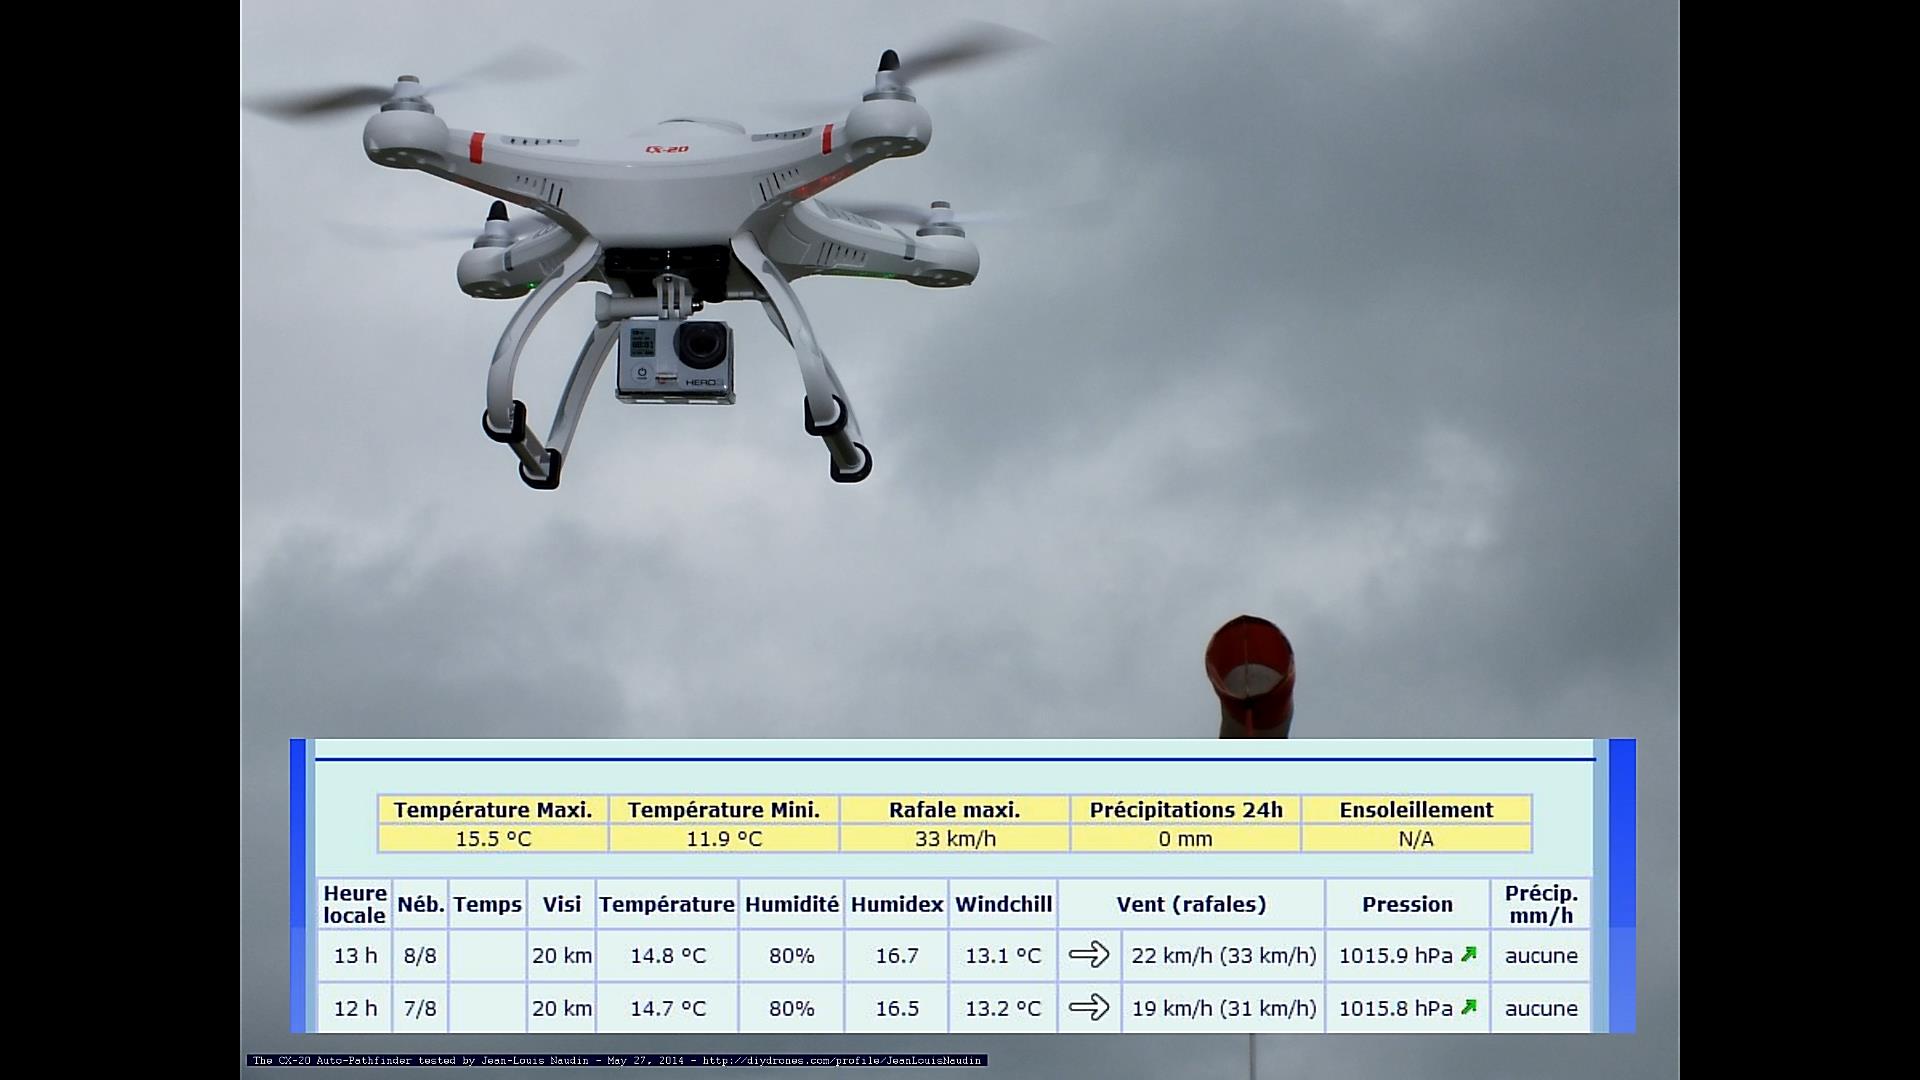 CX-20
HERO
Température Maxi. Température Mini. Rafale maxi. Précipitations 24h Ensoleillement
15.5 °C 11.9 °C 33 km/h 0 mm N/A
Heure locale Néb. Temps Visi Température Humidité Humidex Windchill Vent (rafales) Pression Précip. mm/h
13 h 8/8 20 km 14.8 °C 80% 16.7 13.1 °C 22 km/h (33 km/h) 1015.9 hPa aucune
12 h 7/8 20 km 14.7 °C 80% 16.5 13.2 °C 19 km/h (31 km/h) 1015.8 hPa aucune
The CX-20 Auto-Pathfinder tested by Jean-Louis Naudin - May 27, 2014 - http://diydrones.com/profile/JeanLouisNaudin